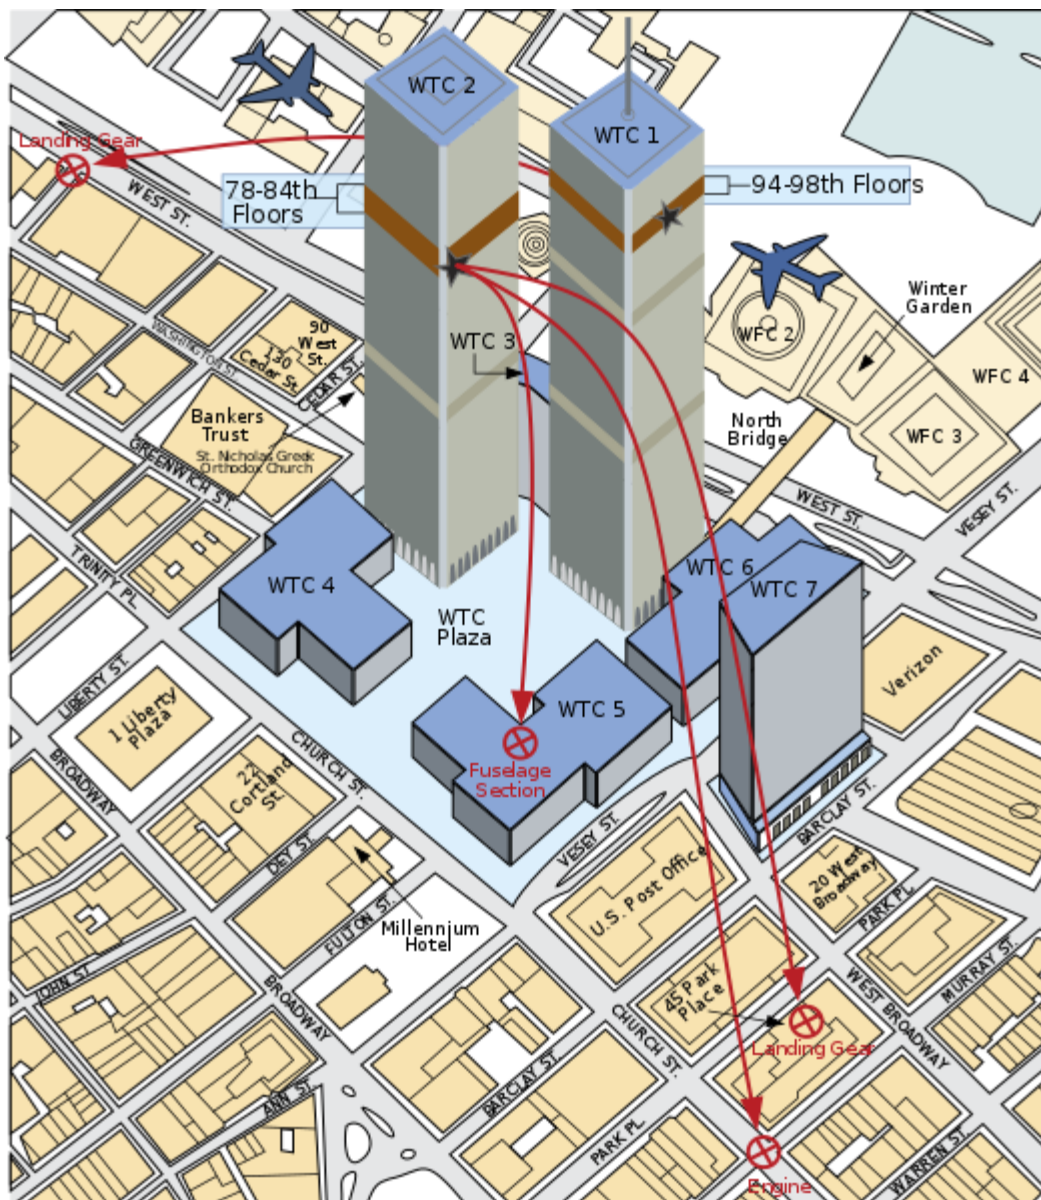 WTC 2
WTC 1
Landing Gear
78-84th
Floors
94-98th Floors
WEST ST.
WASHINGTON ST.
90
West
St.
130
Cedar St.
CEDAR ST.
WTC 3
WFC 2
Winter
Garden
WFC 4
WFC 3
North
Bridge
Bankers
Trust
St. Nicholas Greek
Orthodox Church
GREENWICH ST.
WEST ST.
VESEY ST.
TRINITY PL.
WTC 4
WTC 6
WTC 7
WTC
Plaza
Verizon
LIBERTY ST.
1 Liberty
Plaza
WTC 5
Fuselage
Section
BROADWAY
CHURCH ST.
22
Cortland
St.
DEY ST.
VESEY ST.
BARCLAY ST.
U.S. Post Office
20 West
Broadway
PARK PL.
FULTON ST.
Millennium
Hotel
JOHN ST.
BROADWAY
45 Park
Place
WEST BROADWAY
MURRAY ST.
CHURCH ST.
Landing Gear
BARCLAY ST.
ANN ST.
PARK PL.
WARREN ST.
Engine